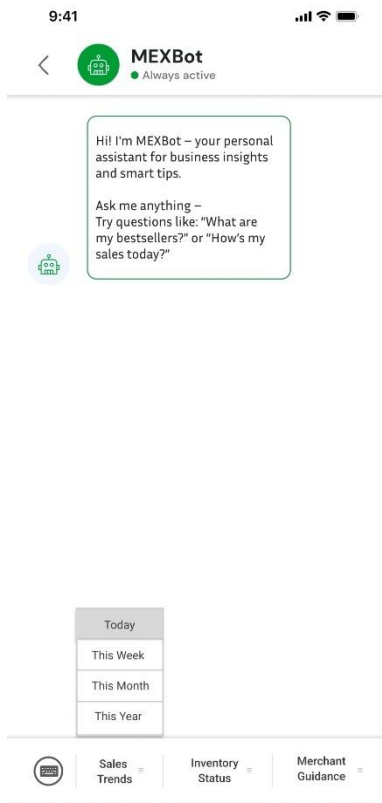 9:41
MEXBot
Always active
Hi! I'm MEXBot – your personal
assistant for business insights
and smart tips.
Ask me anything –
Try questions like: “What are
my bestsellers?” or “How's my
sales today?”
Today
This Week
This Month
This Year
Sales
Trends
Inventory
Status
Merchant
Guidance